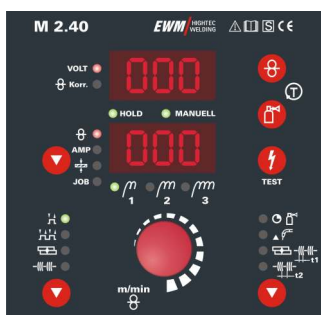 M 2.40 EWM HIGHTEC WELDING S CE
VOLT
Korr.
000
HOLD MANUELL
000
AMP
JOB
TEST
1 2 3
t1
t2
m/min